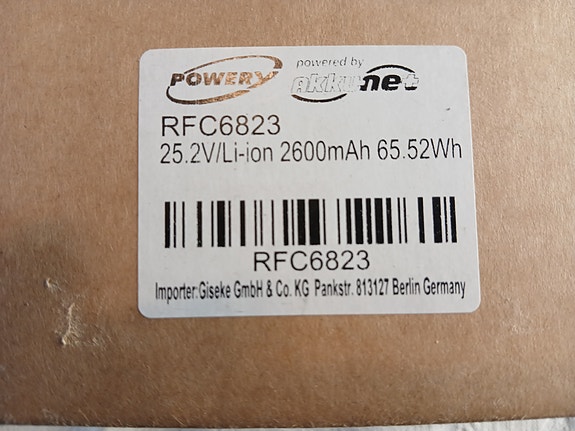 POWERY
powered by
akkunet
RFC6823
25.2V/Li-ion 2600mAh 65.52Wh
RFC6823
Importer:Giseke GmbH & Co. KG Pankstr. 813127 Berlin Germany